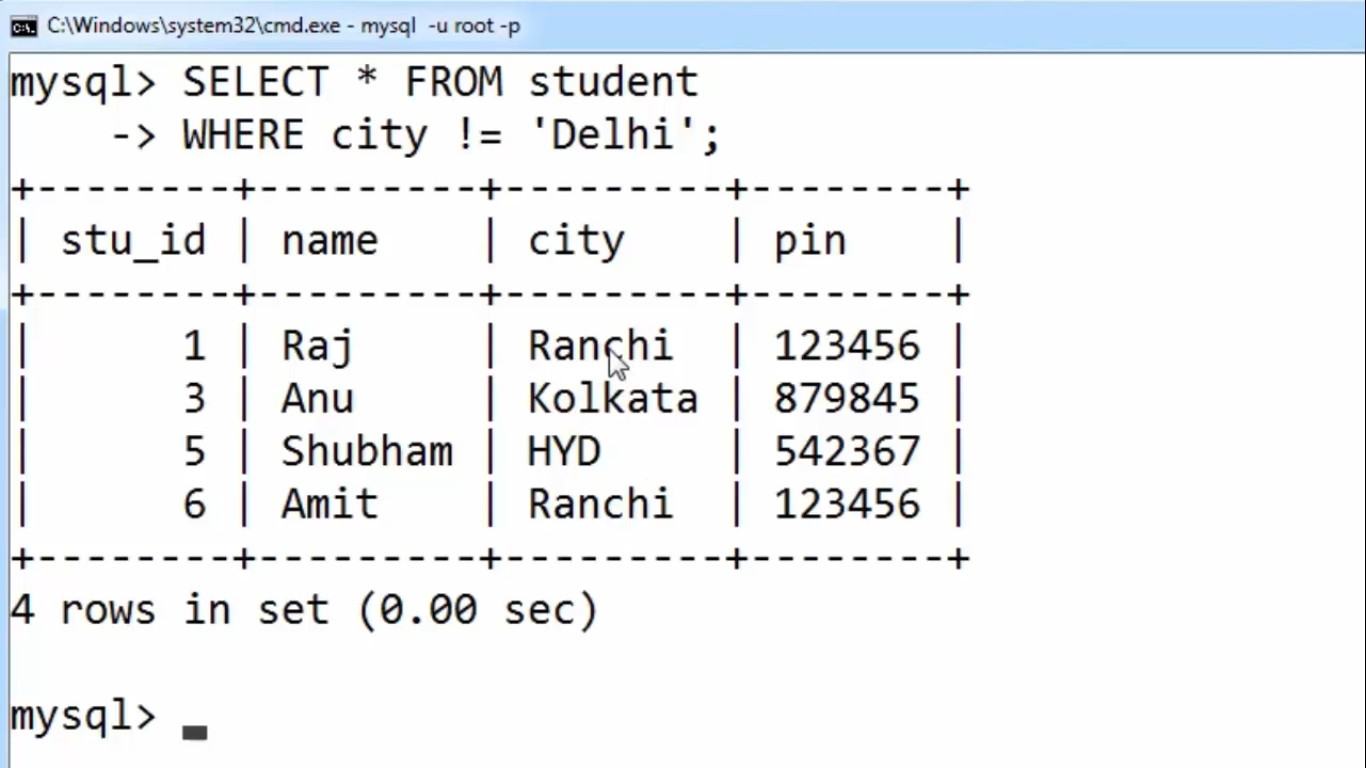 C:\Windows\system32\cmd.exe - mysql  -u root -p
mysql> SELECT * FROM student
    -> WHERE city != 'Delhi';
+--------+---------+---------+--------+
| stu_id | name    | city    | pin    |
+--------+---------+---------+--------+
|      1 | Raj     | Ranchi  | 123456 |
|      3 | Anu     | Kolkata | 879845 |
|      5 | Shubham | HYD     | 542367 |
|      6 | Amit    | Ranchi  | 123456 |
+--------+---------+---------+--------+
4 rows in set (0.00 sec)
mysql>